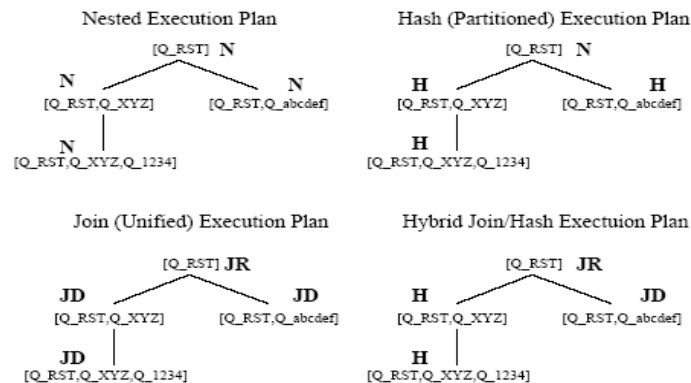 Nested Execution Plan
[Q_RST] N
N
N
[Q_RST,Q_XYZ]
[Q_RST,Q_abcdef]
N
[Q_RST,Q_XYZ,Q_1234]
Hash (Partitioned) Execution Plan
[Q_RST] N
H
H
[Q_RST,Q_XYZ]
[Q_RST,Q_abcdef]
H
[Q_RST,Q_XYZ,Q_1234]
Join (Unified) Execution Plan
[Q_RST] JR
JD
JD
[Q_RST,Q_XYZ]
[Q_RST,Q_abcdef]
JD
[Q_RST,Q_XYZ,Q_1234]
Hybrid Join/Hash Exectuion Plan
[Q_RST] JR
H
JD
[Q_RST,Q_XYZ]
[Q_RST,Q_abcdef]
H
[Q_RST,Q_XYZ,Q_1234]